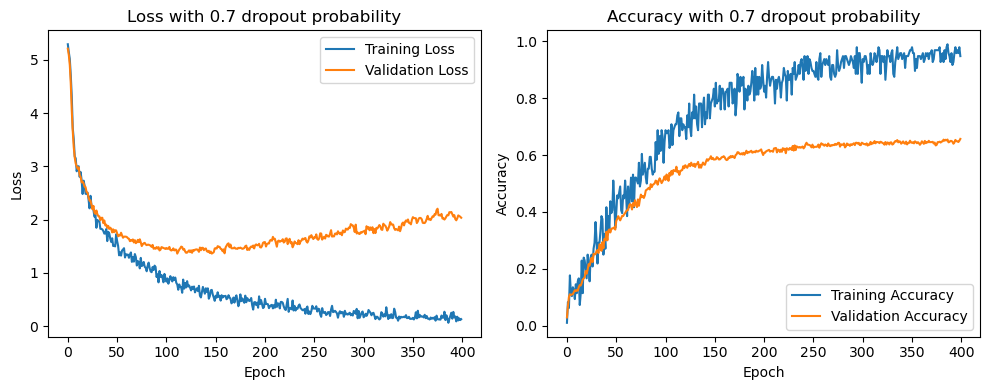 Loss with 0.7 dropout probability
Training Loss
Validation Loss
5
4
3
2
1
0
Loss
0 50 100 150 200 250 300 350 400
Epoch
Accuracy with 0.7 dropout probability
1.0
0.8
0.6
0.4
0.2
0.0
Accuracy
Training Accuracy
Validation Accuracy
0 50 100 150 200 250 300 350 400
Epoch